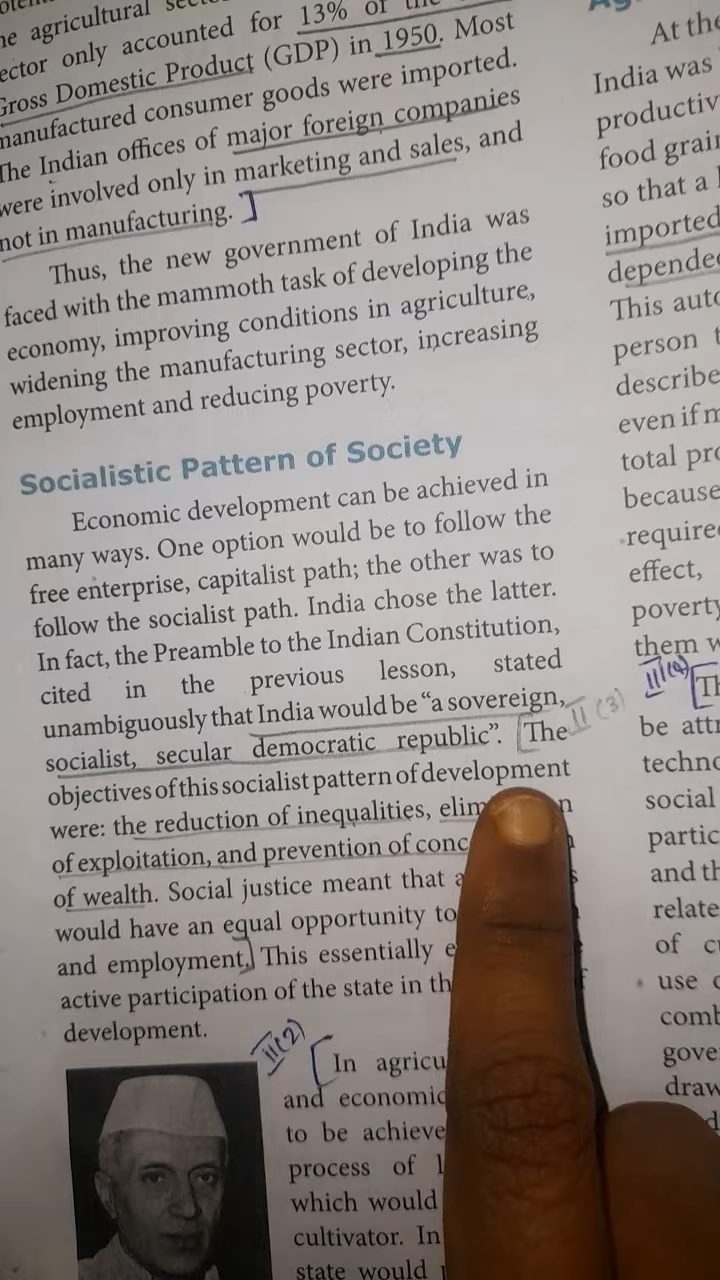 he agricultural
ector only accounted for 13% of the
Gross Domestic Product (GDP) in 1950. Most
manufactured consumer goods were imported.
The Indian offices of major foreign companies
were involved only in marketing and sales, and
not in manufacturing. ]
Thus, the new government of India was
faced with the mammoth task of developing the
economy, improving conditions in agriculture,
widening the manufacturing sector, increasing
employment and reducing poverty.
Socialistic Pattern of Society
Economic development can be achieved in
many ways. One option would be to follow the
free enterprise, capitalist path; the other was to
follow the socialist path. India chose the latter.
In fact, the Preamble to the Indian Constitution,
cited in the previous lesson, stated
unambiguously that India would be “a sovereign,
socialist, secular democratic republic”. [The II (3)
objectives of this socialist pattern of development
were: the reduction of inequalities, elim
of exploitation, and prevention of conc
of wealth. Social justice meant that a
would have an equal opportunity to
and employment.] This essentially e
active participation of the state in th
development.
II(2)
[In agricu
and economic
to be achieve
process of l
which would
cultivator. In
state would
At the
India was
productiv
food grain
so that a
imported
depende
This auto
person t
describe
even if m
total pro
because
require
effect,
poverty
them w
III(a) [Th
be attr
techno
social
partic
and th
relate
of cu
use c
comb
gove
draw